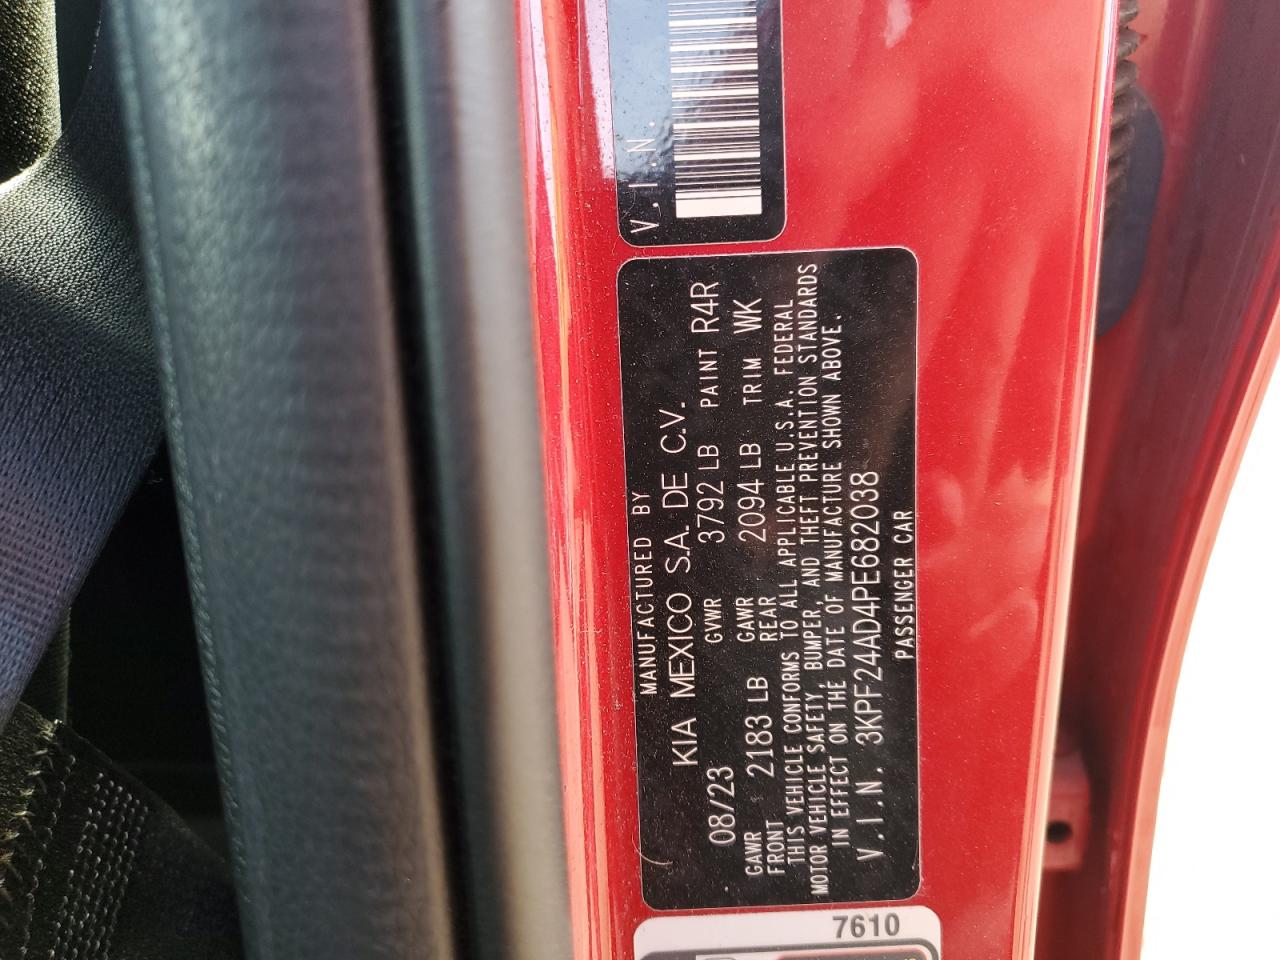 V.I.N.
MANUFACTURED BY
KIA MEXICO S.A. DE C.V.
08/23 GVWR 3792 LB PAINT R4R
GAWR FRONT 2183 LB GAWR REAR 2094 LB TRIM WK
THIS VEHICLE CONFORMS TO ALL APPLICABLE U.S.A. FEDERAL
MOTOR VEHICLE SAFETY, BUMPER, AND THEFT PREVENTION STANDARDS
IN EFFECT ON THE DATE OF MANUFACTURE SHOWN ABOVE.
V.I.N. 3KPF24AD4PE682038
PASSENGER CAR
7610